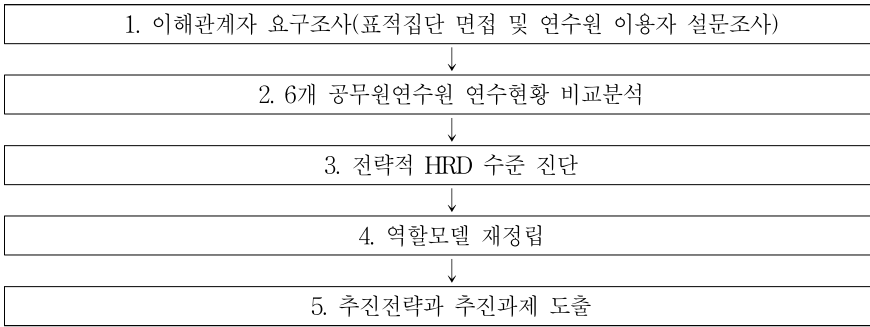 1. 이해관계자 요구조사(표적집단 면접 및 연수원 이용자 설문조사)
2. 6개 공무원연수원 연수현황 비교분석
3. 전략적 HRD 수준 진단
4. 역할모델 재정립
5. 추진전략과 추진과제 도출